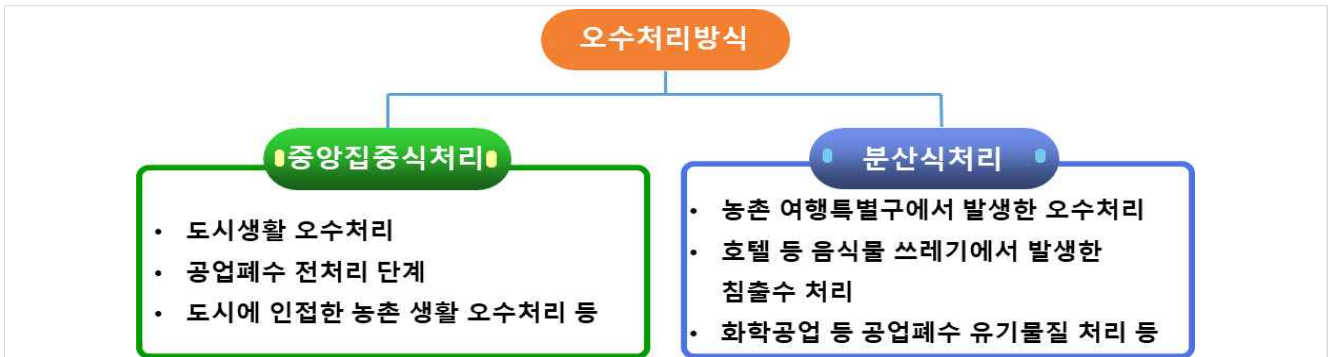 오수처리방식
중앙집중식처리
• 도시생활 오수처리
• 공업폐수 전처리 단계
• 도시에 인접한 농촌 생활 오수처리 등
분산식처리
• 농촌 여행특별구에서 발생한 오수처리
• 호텔 등 음식물 쓰레기에서 발생한
침출수 처리
• 화학공업 등 공업폐수 유기물질 처리 등